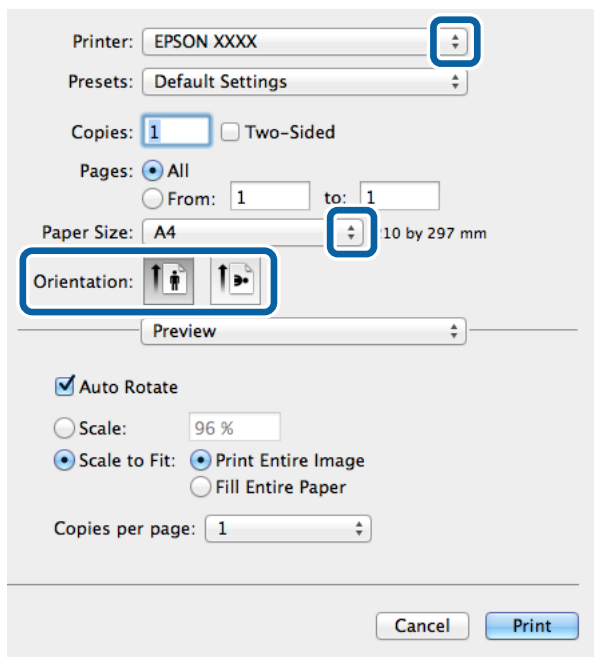 Printer: EPSON XXXX
Presets: Default Settings
Copies: 1 Two-Sided
Pages: All
From: 1 to: 1
Paper Size: A4 10 by 297 mm
Orientation:
Preview
Auto Rotate
Scale: 96 %
Scale to Fit: Print Entire Image
Fill Entire Paper
Copies per page: 1
Cancel Print